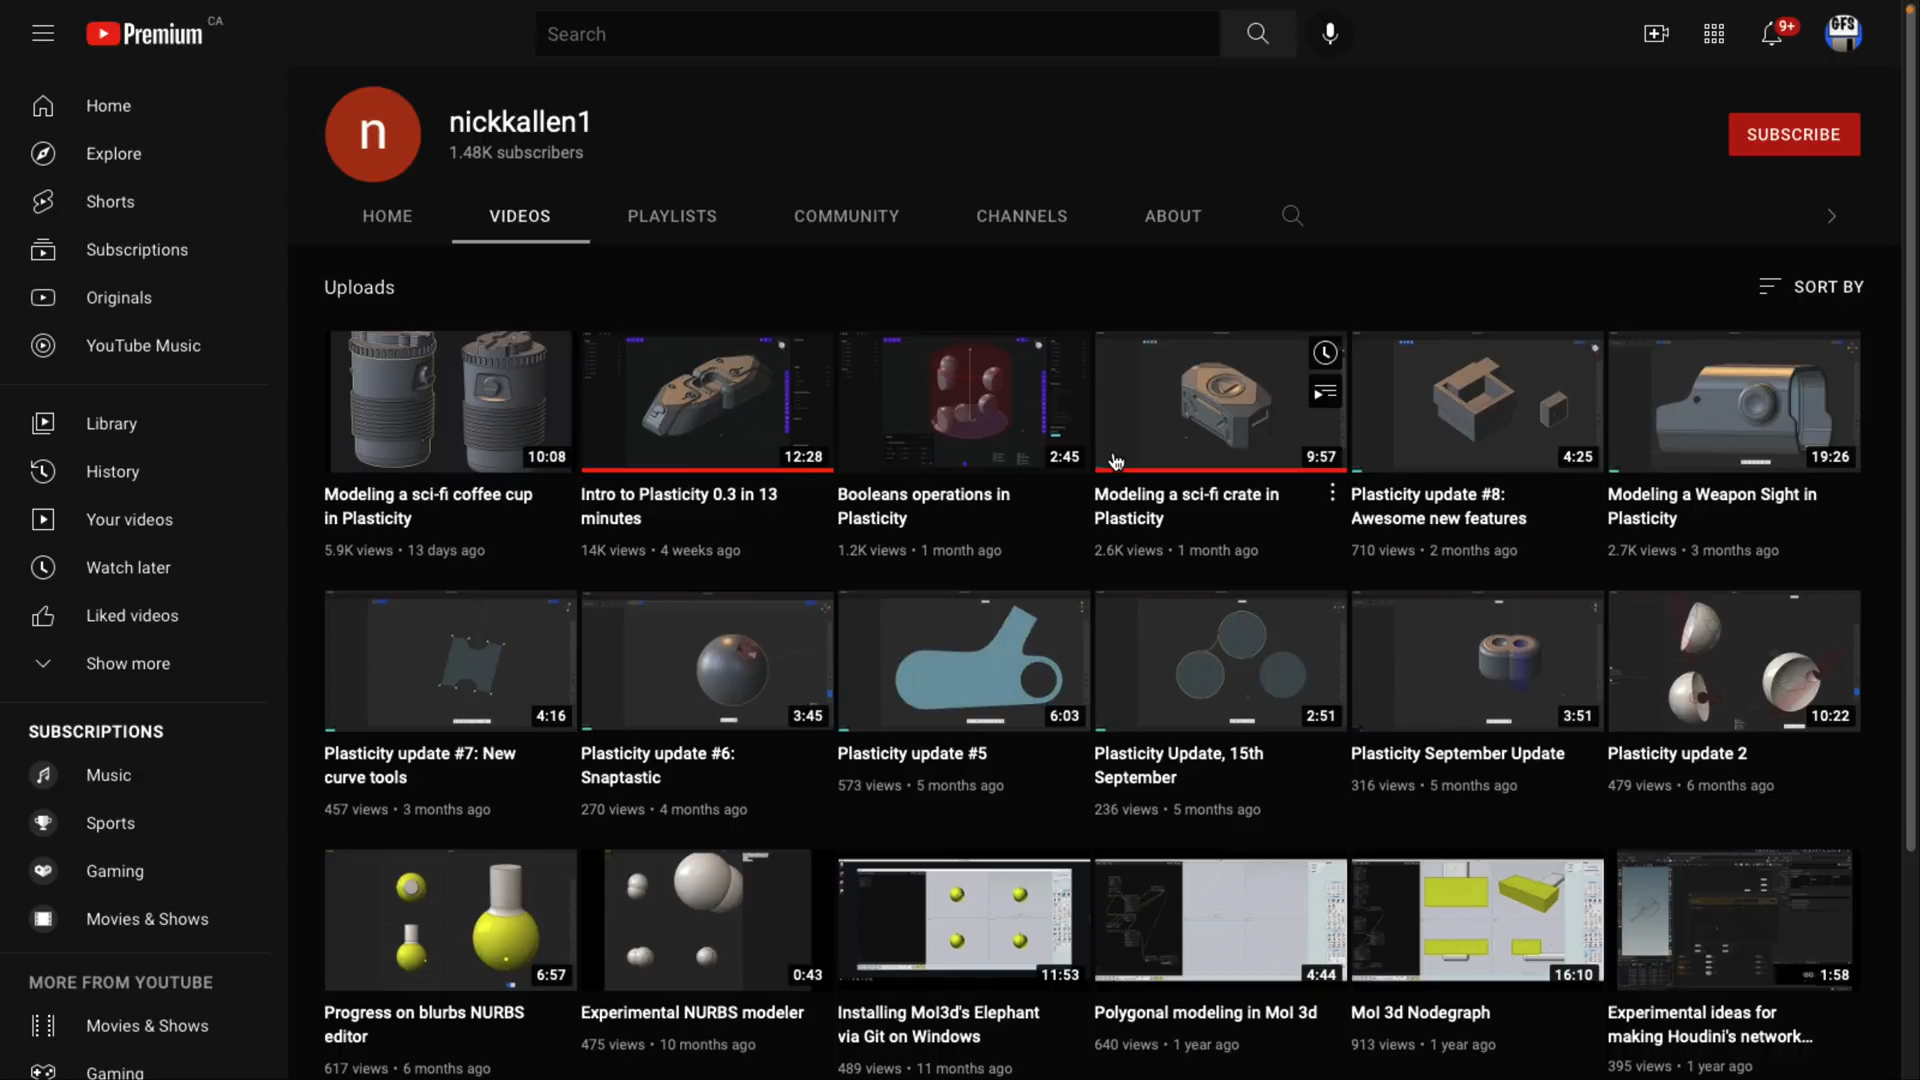 Premium CA
Search
9+
GFS
Home
Explore
Shorts
Subscriptions
Originals
YouTube Music
Library
History
Your videos
Watch later
Liked videos
Show more
SUBSCRIPTIONS
Music
Sports
Gaming
Movies & Shows
MORE FROM YOUTUBE
Movies & Shows
Gaming
n
nickkallen1
1.48K subscribers
SUBSCRIBE
HOME VIDEOS PLAYLISTS COMMUNITY CHANNELS ABOUT
Uploads
SORT BY
10:08
Modeling a sci-fi coffee cup
in Plasticity
5.9K views • 13 days ago
12:28
Intro to Plasticity 0.3 in 13
minutes
14K views • 4 weeks ago
2:45
Booleans operations in
Plasticity
1.2K views • 1 month ago
9:57
Modeling a sci-fi crate in
Plasticity
2.6K views • 1 month ago
4:25
Plasticity update #8:
Awesome new features
710 views • 2 months ago
19:26
Modeling a Weapon Sight in
Plasticity
2.7K views • 3 months ago
4:16
Plasticity update #7: New
curve tools
457 views • 3 months ago
3:45
Plasticity update #6:
Snaptastic
270 views • 4 months ago
6:03
Plasticity update #5
573 views • 5 months ago
2:51
Plasticity Update, 15th
September
236 views • 5 months ago
3:51
Plasticity September Update
316 views • 5 months ago
10:22
Plasticity update 2
479 views • 6 months ago
6:57
Progress on blurbs NURBS
editor
617 views • 6 months ago
0:43
Experimental NURBS modeler
475 views • 10 months ago
11:53
Installing MoI3d's Elephant
via Git on Windows
489 views • 11 months ago
4:44
Polygonal modeling in MoI 3d
640 views • 1 year ago
16:10
MoI 3d Nodegraph
913 views • 1 year ago
1:58
Experimental ideas for
making Houdini's network...
395 views • 1 year ago